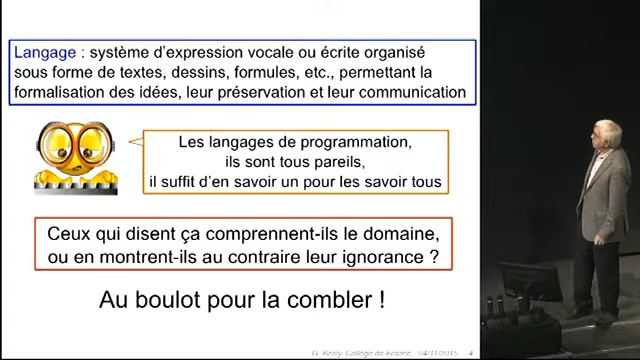 Langage : système d'expression vocale ou écrite organisé
sous forme de textes, dessins, formules, etc., permettant la
formalisation des idées, leur préservation et leur communication
Les langages de programmation,
ils sont tous pareils,
il suffit d'en savoir un pour les savoir tous
Ceux qui disent ça comprennent-ils le domaine,
ou en montrent-ils au contraire leur ignorance ?
Au boulot pour la combler !
G. Berry, Collège de France 04/11/2015 4